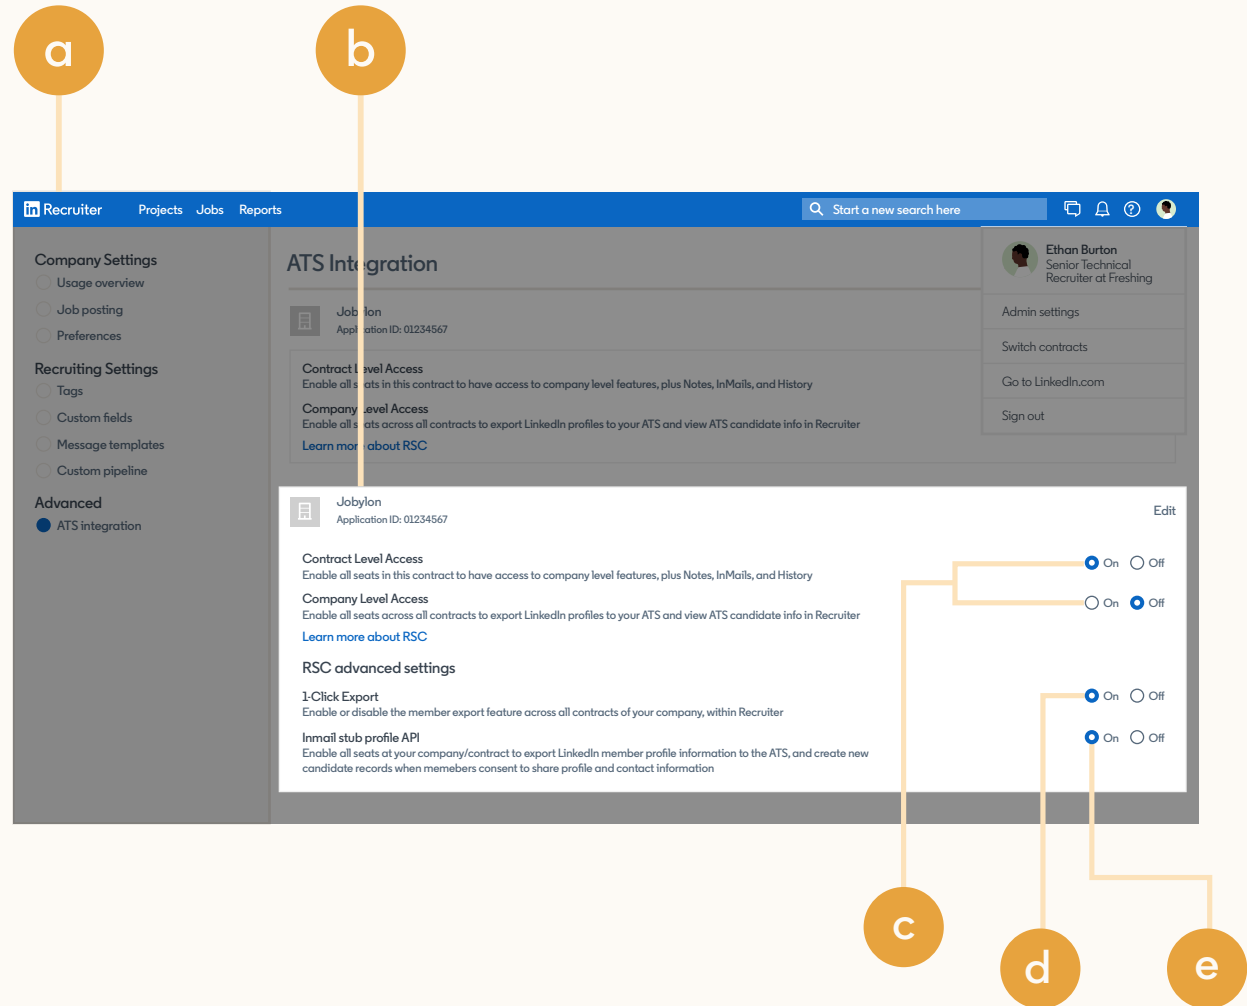 a
b
in Recruiter
Projects Jobs Reports
Start a new search here
Company Settings
Usage overview
Job posting
Preferences
Recruiting Settings
Tags
Custom fields
Message templates
Custom pipeline
Advanced
ATS integration
ATS Integration
Jobylon
Application ID: 01234567
Contract Level Access
Enable all seats in this contract to have access to company level features, plus Notes, InMails, and History
Company Level Access
Enable all seats across all contracts to export LinkedIn profiles to your ATS and view ATS candidate info in Recruiter
Learn more about RSC
Ethan Burton
Senior Technical
Recruiter at Freshing
Admin settings
Switch contracts
Go to LinkedIn.com
Sign out
Jobylon
Application ID: 01234567
Edit
Contract Level Access
Enable all seats in this contract to have access to company level features, plus Notes, InMails, and History
On Off
Company Level Access
Enable all seats across all contracts to export LinkedIn profiles to your ATS and view ATS candidate info in Recruiter
On Off
Learn more about RSC
RSC advanced settings
1-Click Export
Enable or disable the member export feature across all contracts of your company, within Recruiter
On Off
Inmail stub profile API
Enable all seats at your company/contract to export LinkedIn member profile information to the ATS, and create new
candidate records when memebers consent to share profile and contact information
On Off
c
d
e